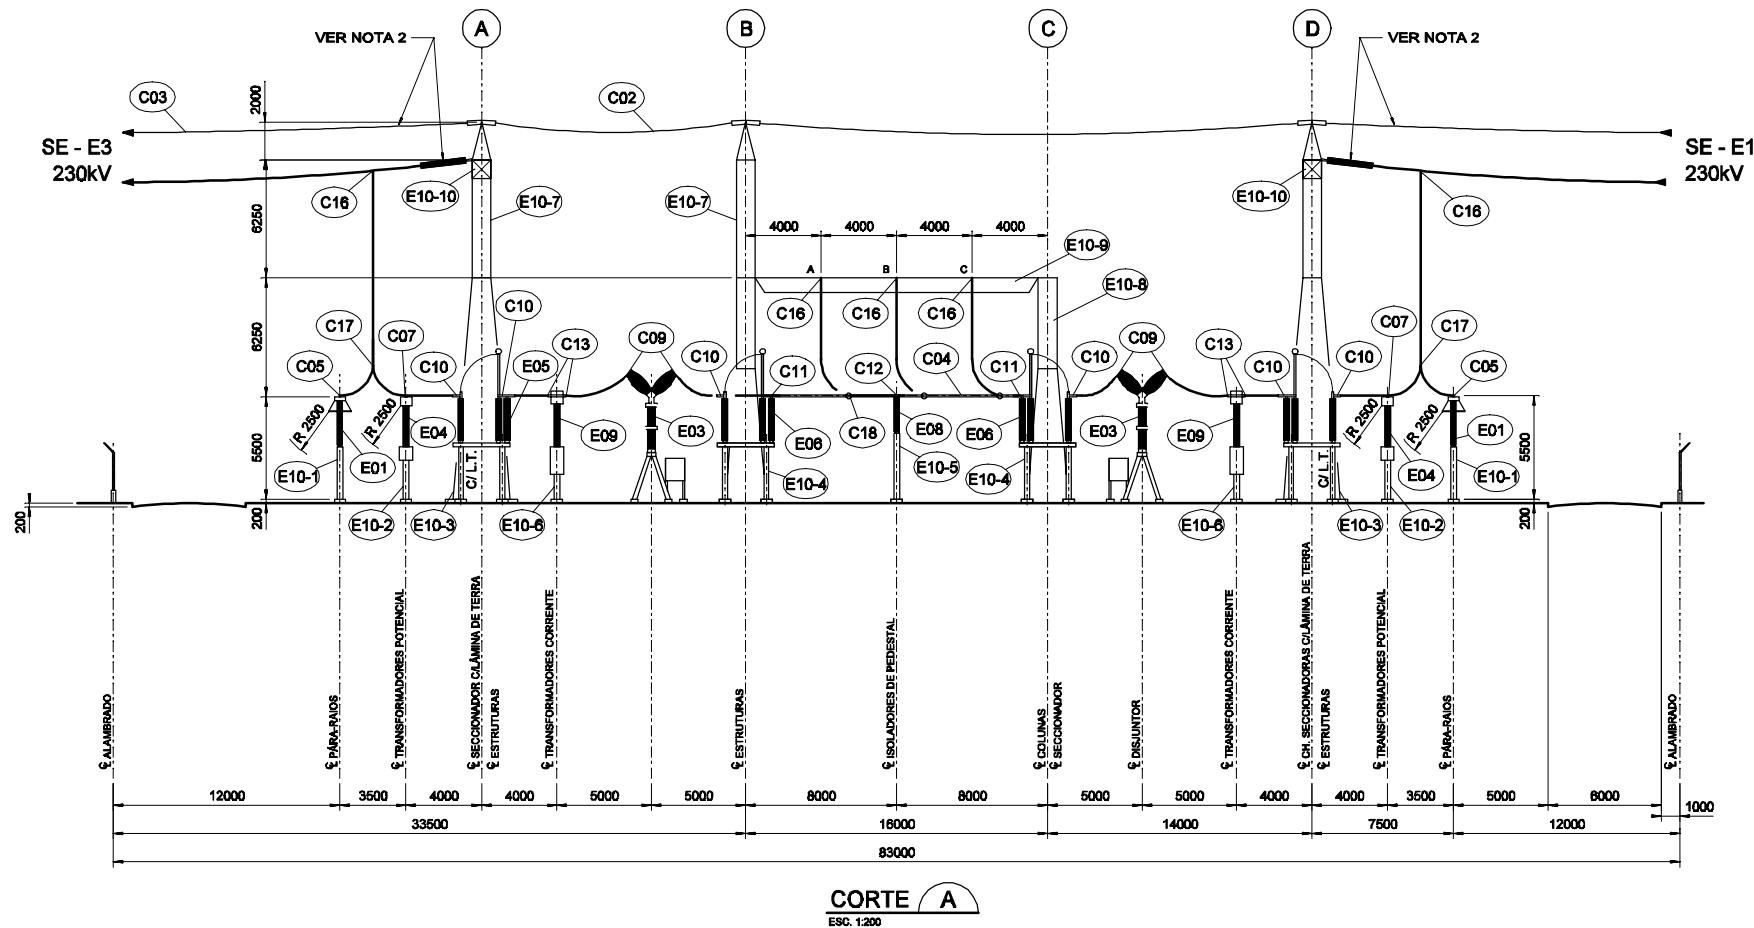 A
B
C
D
VER NOTA 2
VER NOTA 2
C03
C02
2000
SE - E3
230kV
SE - E1
230kV
C16
E10-10
E10-7
E10-7
E10-10
C16
6250
4000
4000
4000
4000
E10-9
A
B
C
E10-8
C16
C16
C16
6250
C17
C07
C10
C13
C09
C09
C13
C07
C17
C05
C10
E05
C10
C11
C12
C04
C11
C10
C10
C10
C05
R 2500
R 2500
R 2500
R 2500
E04
E09
E03
E06
C18
E08
E06
E03
E09
E04
E01
5500
E10-1
E01
C/ L.T.
E10-4
E10-5
E10-4
C/ L.T.
E10-1
5500
200
200
E10-2
E10-3
E10-6
E10-6
E10-3
E10-2
200
℄ ALAMBRADO
℄ PÁRA-RAIOS
℄ TRANSFORMADORES POTENCIAL
℄ SECCIONADOR C/LÂMINA DE TERRA
℄ ESTRUTURAS
℄ TRANSFORMADORES CORRENTE
℄ ESTRUTURAS
℄ ISOLADORES DE PEDESTAL
℄ COLUNAS
℄ SECCIONADOR
℄ DISJUNTOR
℄ TRANSFORMADORES CORRENTE
℄ CH. SECCIONADORAS C/LÂMINA DE TERRA
℄ ESTRUTURAS
℄ TRANSFORMADORES POTENCIAL
℄ PÁRA-RAIOS
℄ ALAMBRADO
12000
3500
4000
4000
5000
5000
8000
8000
5000
5000
4000
4000
3500
5000
6000
1000
33500
16000
14000
7500
12000
83000
CORTE A
ESC. 1:200